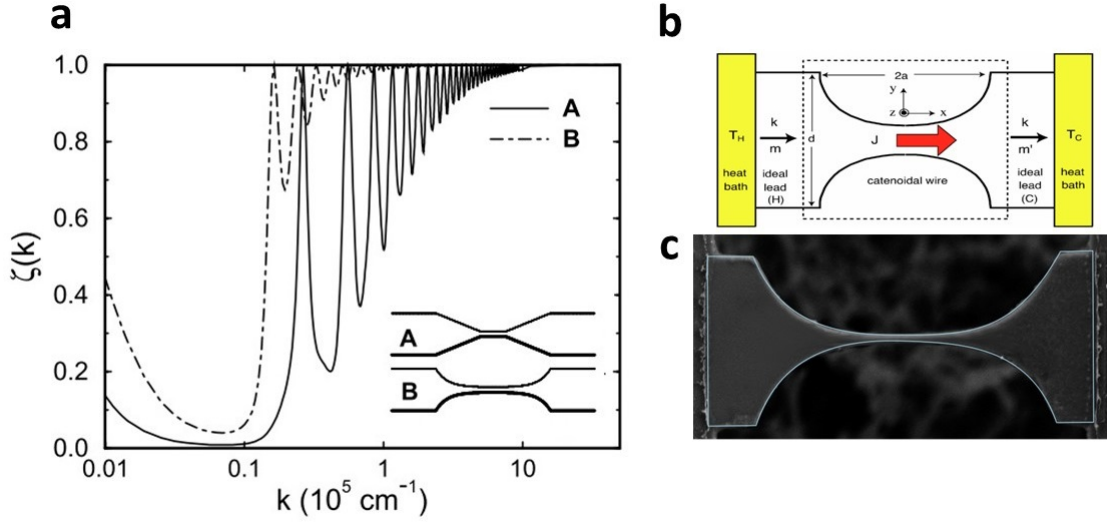 a
ζ(k)
1.0
0.8
0.6
0.4
0.2
0.0
0.01
0.1
1
10
k (10⁵ cm⁻¹)
A
B
A
B
b
2a
y
z
x
d
T_H
k
m
J
k
m'
T_C
heat
bath
ideal
lead
(H)
catenoidal wire
ideal
lead
(C)
heat
bath
c